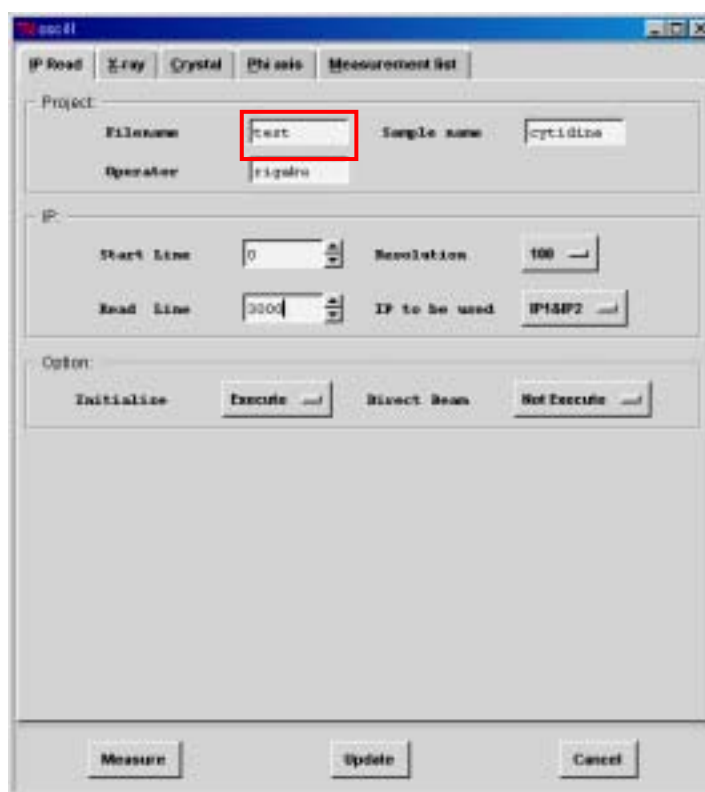 oscill
IP Read X-ray Crystal Phi axis Measurement list
Project:
Filename test Sample name cytidine
Operator rigaku
IP:
Start Line 0 Resolution 100
Read Line 3000 IP to be used IP1&IP2
Option:
Initialize Execute Direct Beam Not Execute
Measure Update Cancel